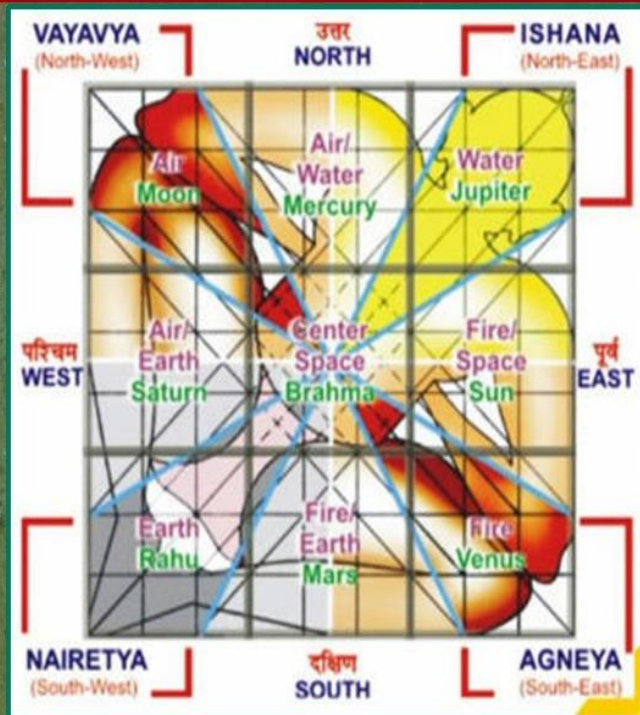 VAYAVYA
(North-West)
उत्तर
NORTH
ISHANA
(North-East)
Air
Moon
Air/
Water
Mercury
Water
Jupiter
पश्चिम
WEST
Air/
Earth
Saturn
Center
Space
Brahma
Fire/
Space
Sun
पूर्व
EAST
Earth
Rahu
Fire/
Earth
Mars
Fire
Venus
NAIRETYA
(South-West)
दक्षिण
SOUTH
AGNEYA
(South-East)